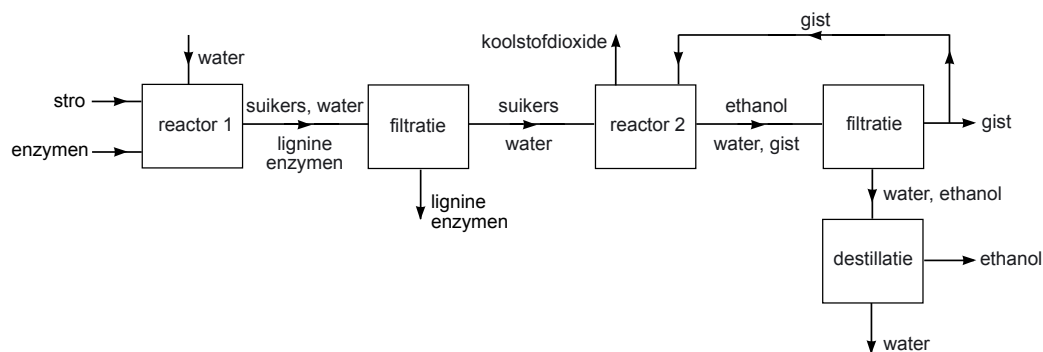 gist
koolstofdioxide
water
stro
enzymen
reactor 1
suikers, water
lignine
enzymen
filtratie
suikers
water
reactor 2
ethanol
water, gist
filtratie
gist
lignine
enzymen
water, ethanol
destillatie
ethanol
water